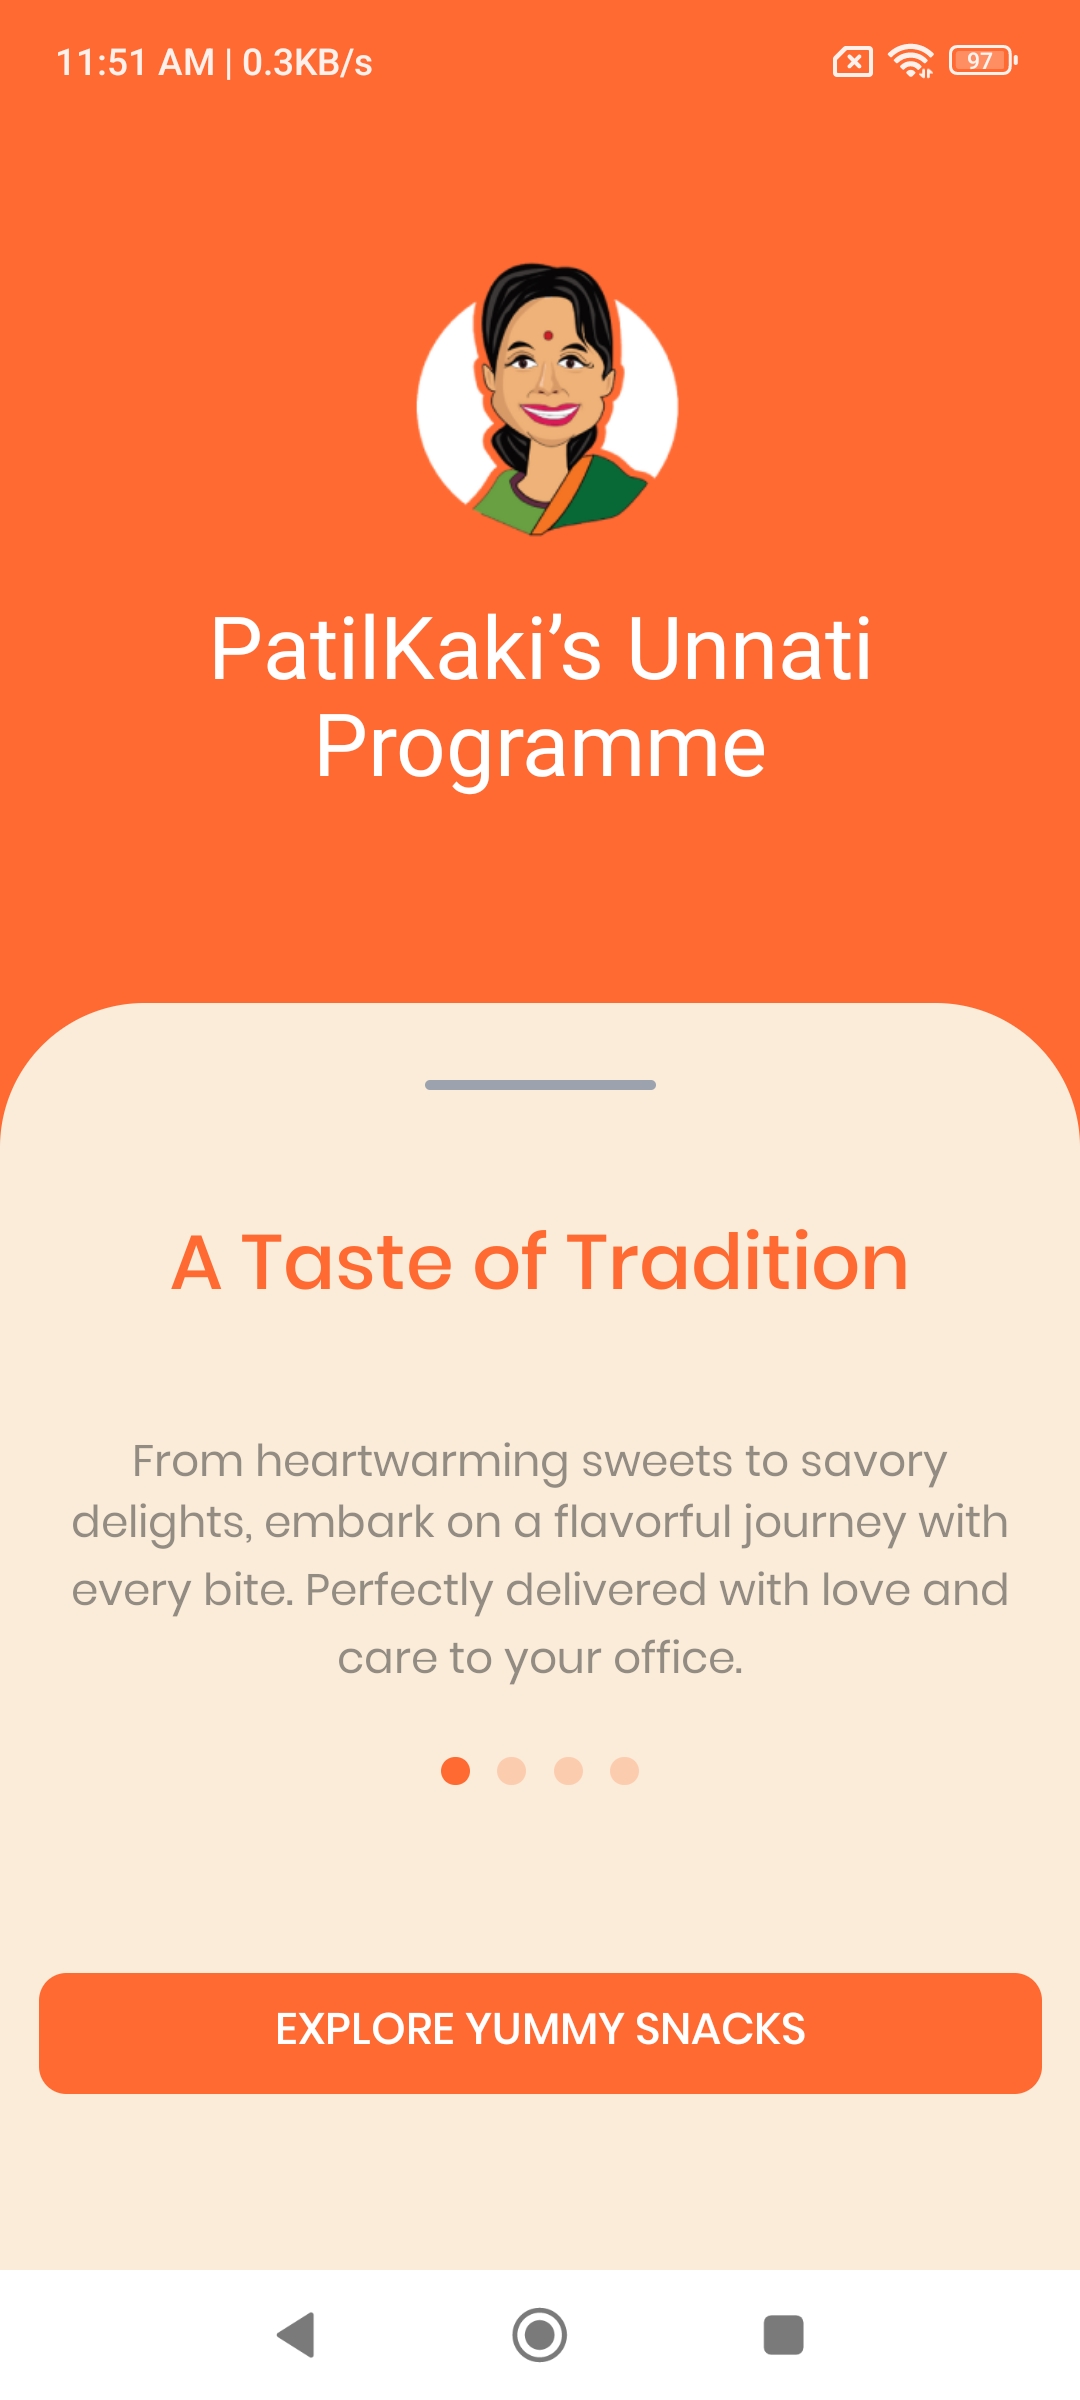 11:51 AM | 0.3KB/s
97
PatilKaki’s Unnati
Programme
A Taste of Tradition
From heartwarming sweets to savory
delights, embark on a flavorful journey with
every bite. Perfectly delivered with love and
care to your office.
EXPLORE YUMMY SNACKS